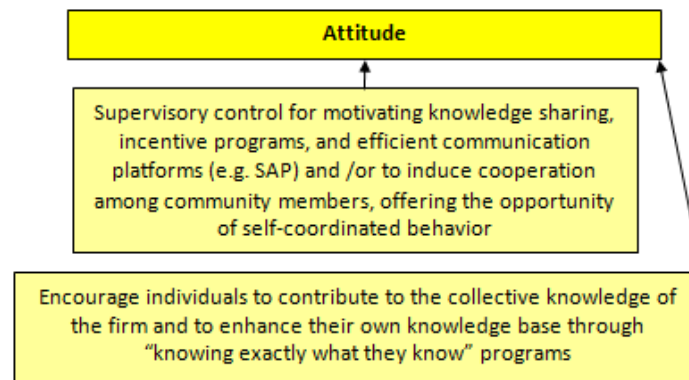 Attitude
Supervisory control for motivating knowledge sharing,
incentive programs, and efficient communication
platforms (e.g. SAP) and /or to induce cooperation
among community members, offering the opportunity
of self-coordinated behavior
Encourage individuals to contribute to the collective knowledge of
the firm and to enhance their own knowledge base through
“knowing exactly what they know” programs